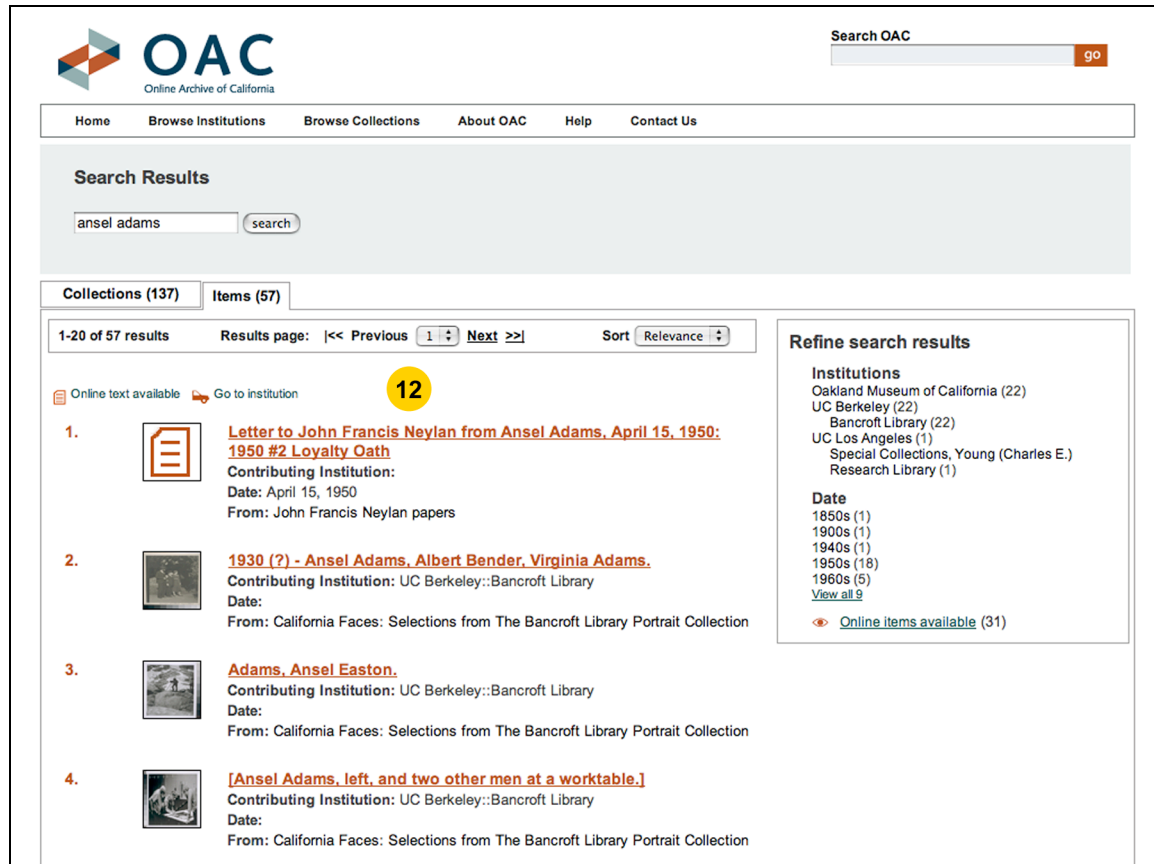 OAC
Online Archive of California
Search OAC
go
Home Browse Institutions Browse Collections About OAC Help Contact Us
Search Results
ansel adams search
Collections (137) Items (57)
1-20 of 57 results Results page: |<< Previous 1 Next >>| Sort Relevance
Online text available Go to institution
12
1.
Letter to John Francis Neylan from Ansel Adams, April 15, 1950:
1950 #2 Loyalty Oath
Contributing Institution:
Date: April 15, 1950
From: John Francis Neylan papers
2.
1930 (?) - Ansel Adams, Albert Bender, Virginia Adams.
Contributing Institution: UC Berkeley::Bancroft Library
Date:
From: California Faces: Selections from The Bancroft Library Portrait Collection
3.
Adams, Ansel Easton.
Contributing Institution: UC Berkeley::Bancroft Library
Date:
From: California Faces: Selections from The Bancroft Library Portrait Collection
4.
[Ansel Adams, left, and two other men at a worktable.]
Contributing Institution: UC Berkeley::Bancroft Library
Date:
From: California Faces: Selections from The Bancroft Library Portrait Collection
Refine search results
Institutions
Oakland Museum of California (22)
UC Berkeley (22)
Bancroft Library (22)
UC Los Angeles (1)
Special Collections, Young (Charles E.)
Research Library (1)
Date
1850s (1)
1900s (1)
1940s (1)
1950s (18)
1960s (5)
View all 9
Online items available (31)